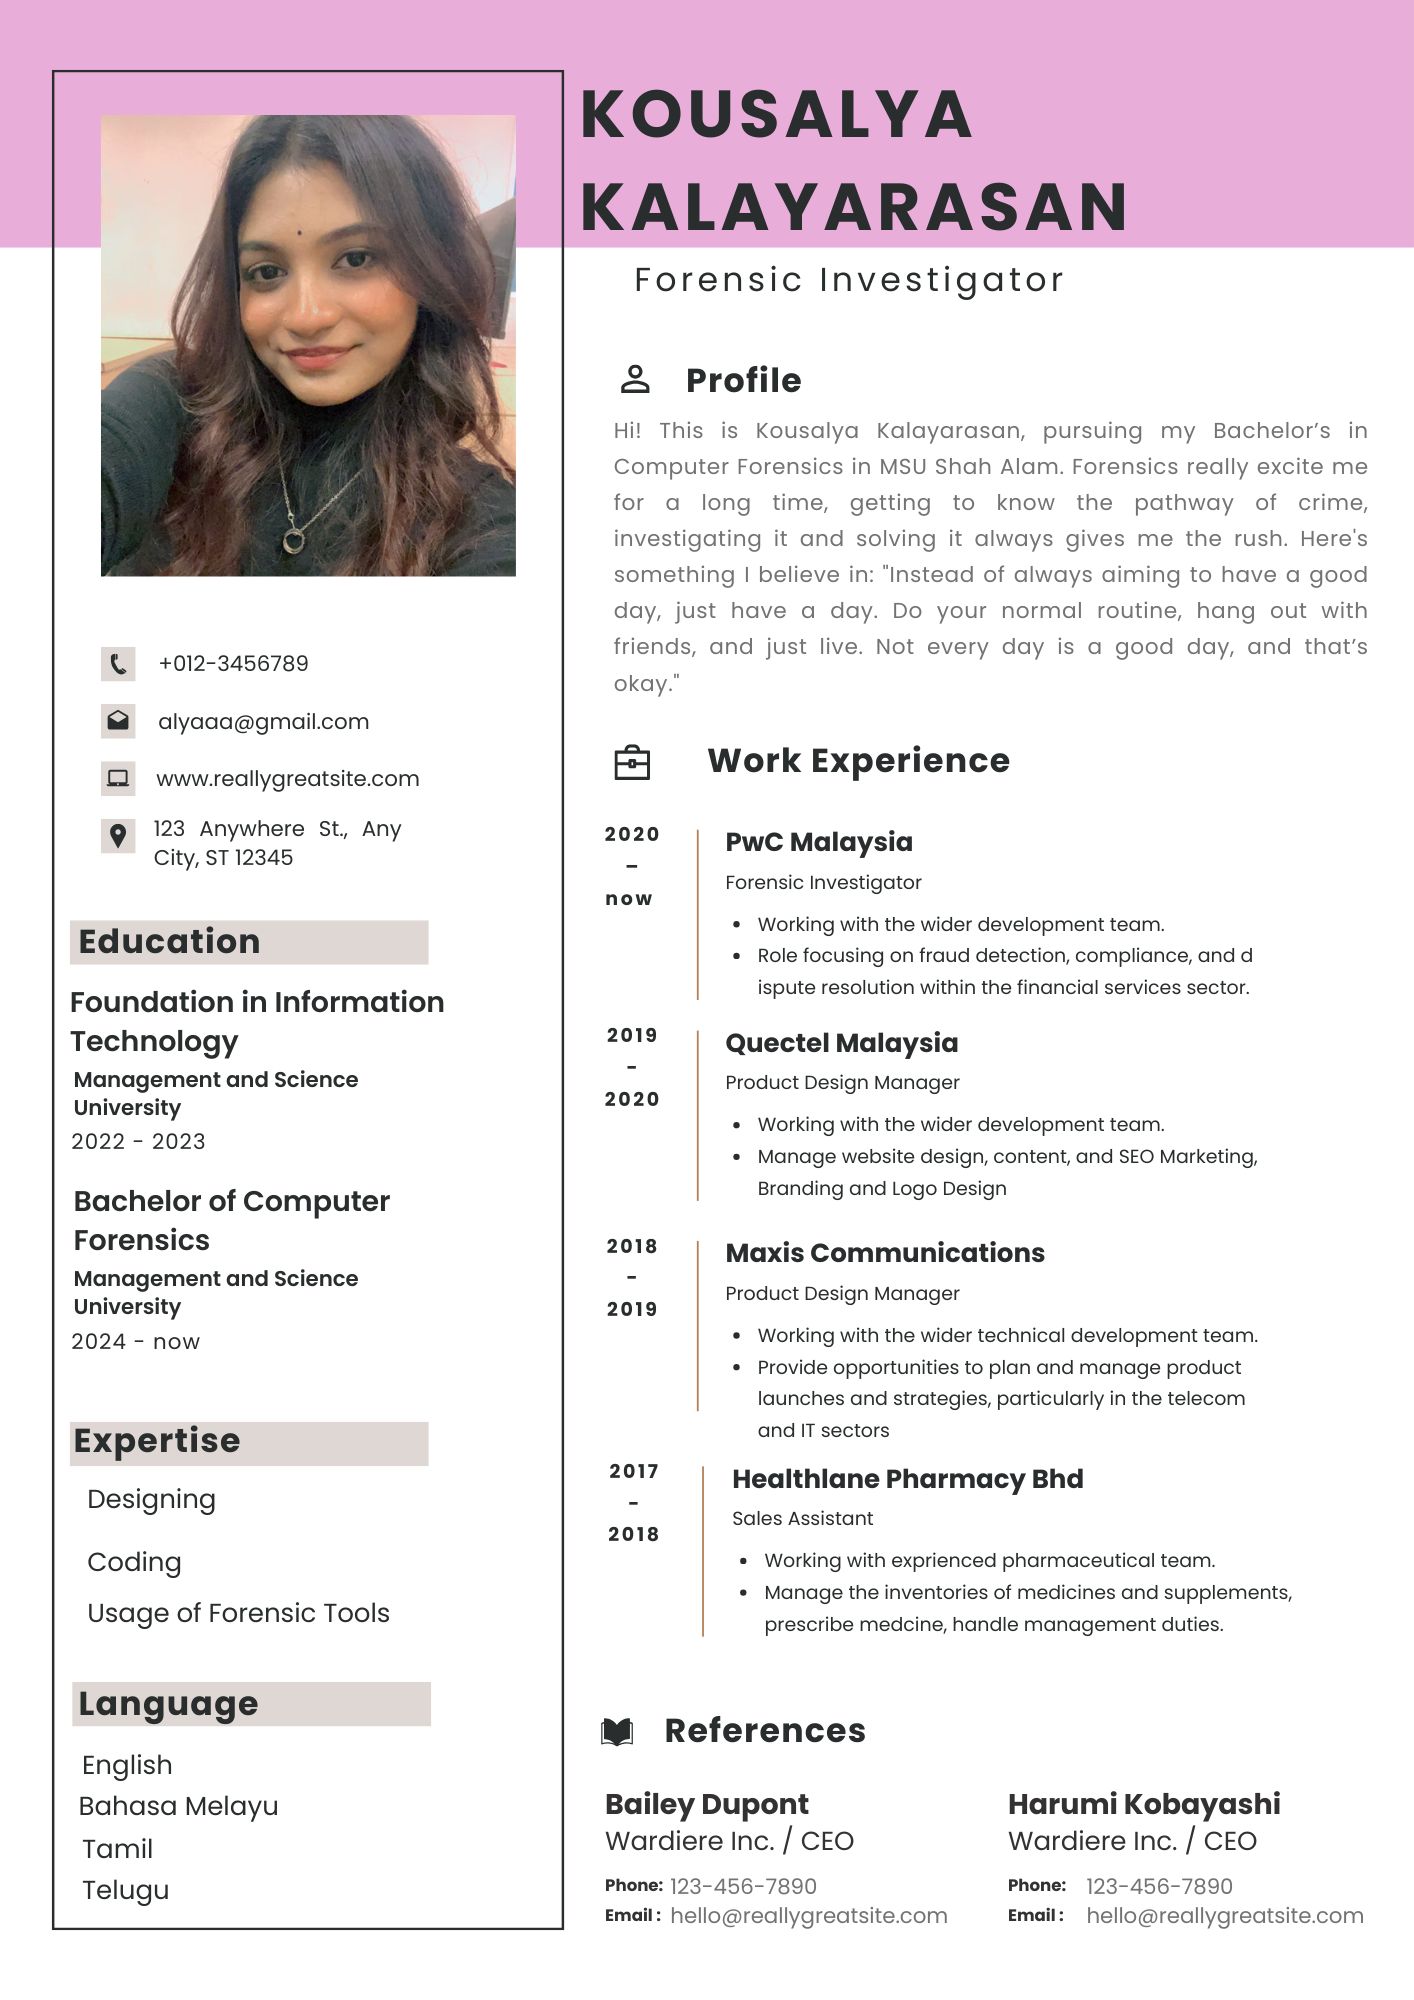 KOUSALYA
KALAYARASAN
Forensic Investigator
+012-3456789
alyaaa@gmail.com
www.reallygreatsite.com
123 Anywhere St., Any
City, ST 12345
Education
Foundation in Information
Technology
Management and Science
University
2022 - 2023
Bachelor of Computer
Forensics
Management and Science
University
2024 - now
Expertise
Designing
Coding
Usage of Forensic Tools
Language
English
Bahasa Melayu
Tamil
Telugu
Profile
Hi! This is Kousalya Kalayarasan, pursuing my Bachelor’s in
Computer Forensics in MSU Shah Alam. Forensics really excite me
for a long time, getting to know the pathway of crime,
investigating it and solving it always gives me the rush. Here's
something I believe in: "Instead of always aiming to have a good
day, just have a day. Do your normal routine, hang out with
friends, and just live. Not every day is a good day, and that’s
okay."
Work Experience
2020
-
now
PwC Malaysia
Forensic Investigator
• Working with the wider development team.
• Role focusing on fraud detection, compliance, and d
ispute resolution within the financial services sector.
2019
-
2020
Quectel Malaysia
Product Design Manager
• Working with the wider development team.
• Manage website design, content, and SEO Marketing,
Branding and Logo Design
2018
-
2019
Maxis Communications
Product Design Manager
• Working with the wider technical development team.
• Provide opportunities to plan and manage product
launches and strategies, particularly in the telecom
and IT sectors
2017
-
2018
Healthlane Pharmacy Bhd
Sales Assistant
• Working with exprienced pharmaceutical team.
• Manage the inventories of medicines and supplements,
prescribe medcine, handle management duties.
References
Bailey Dupont
Wardiere Inc. / CEO
Phone: 123-456-7890
Email : hello@reallygreatsite.com
Harumi Kobayashi
Wardiere Inc. / CEO
Phone: 123-456-7890
Email : hello@reallygreatsite.com